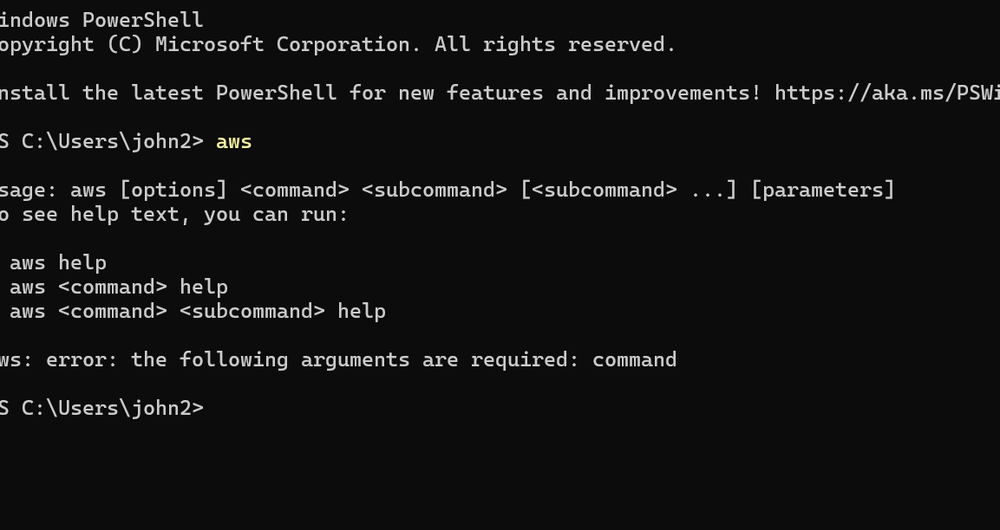 indows PowerShell
opyright (C) Microsoft Corporation. All rights reserved.
nstall the latest PowerShell for new features and improvements! https://aka.ms/PSWi
S C:\Users\john2> aws
sage: aws [options] <command> <subcommand> [<subcommand> ...] [parameters]
o see help text, you can run:
aws help
aws <command> help
aws <command> <subcommand> help
ws: error: the following arguments are required: command
S C:\Users\john2>